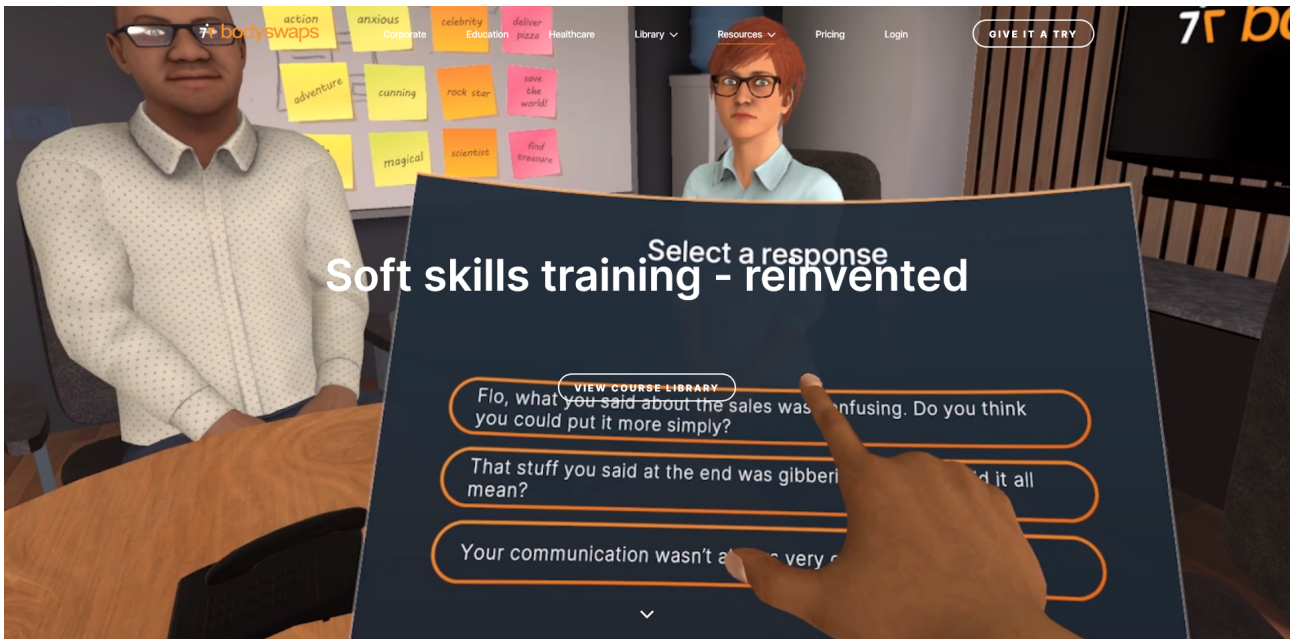 action
anxious
celebrity
deliver
pizza
bodyswaps
Corporate
Education
Healthcare
Library
Resources
Pricing
Login
GIVE IT A TRY
adventure
cunning
rock star
save
the
world!
magical
scientist
find
treasure
Select a response
Soft skills training - reinvented
VIEW COURSE LIBRARY
Flo, what you said about the sales was confusing. Do you think
you could put it more simply?
That stuff you said at the end was it all
mean?
Your communication wasn't very